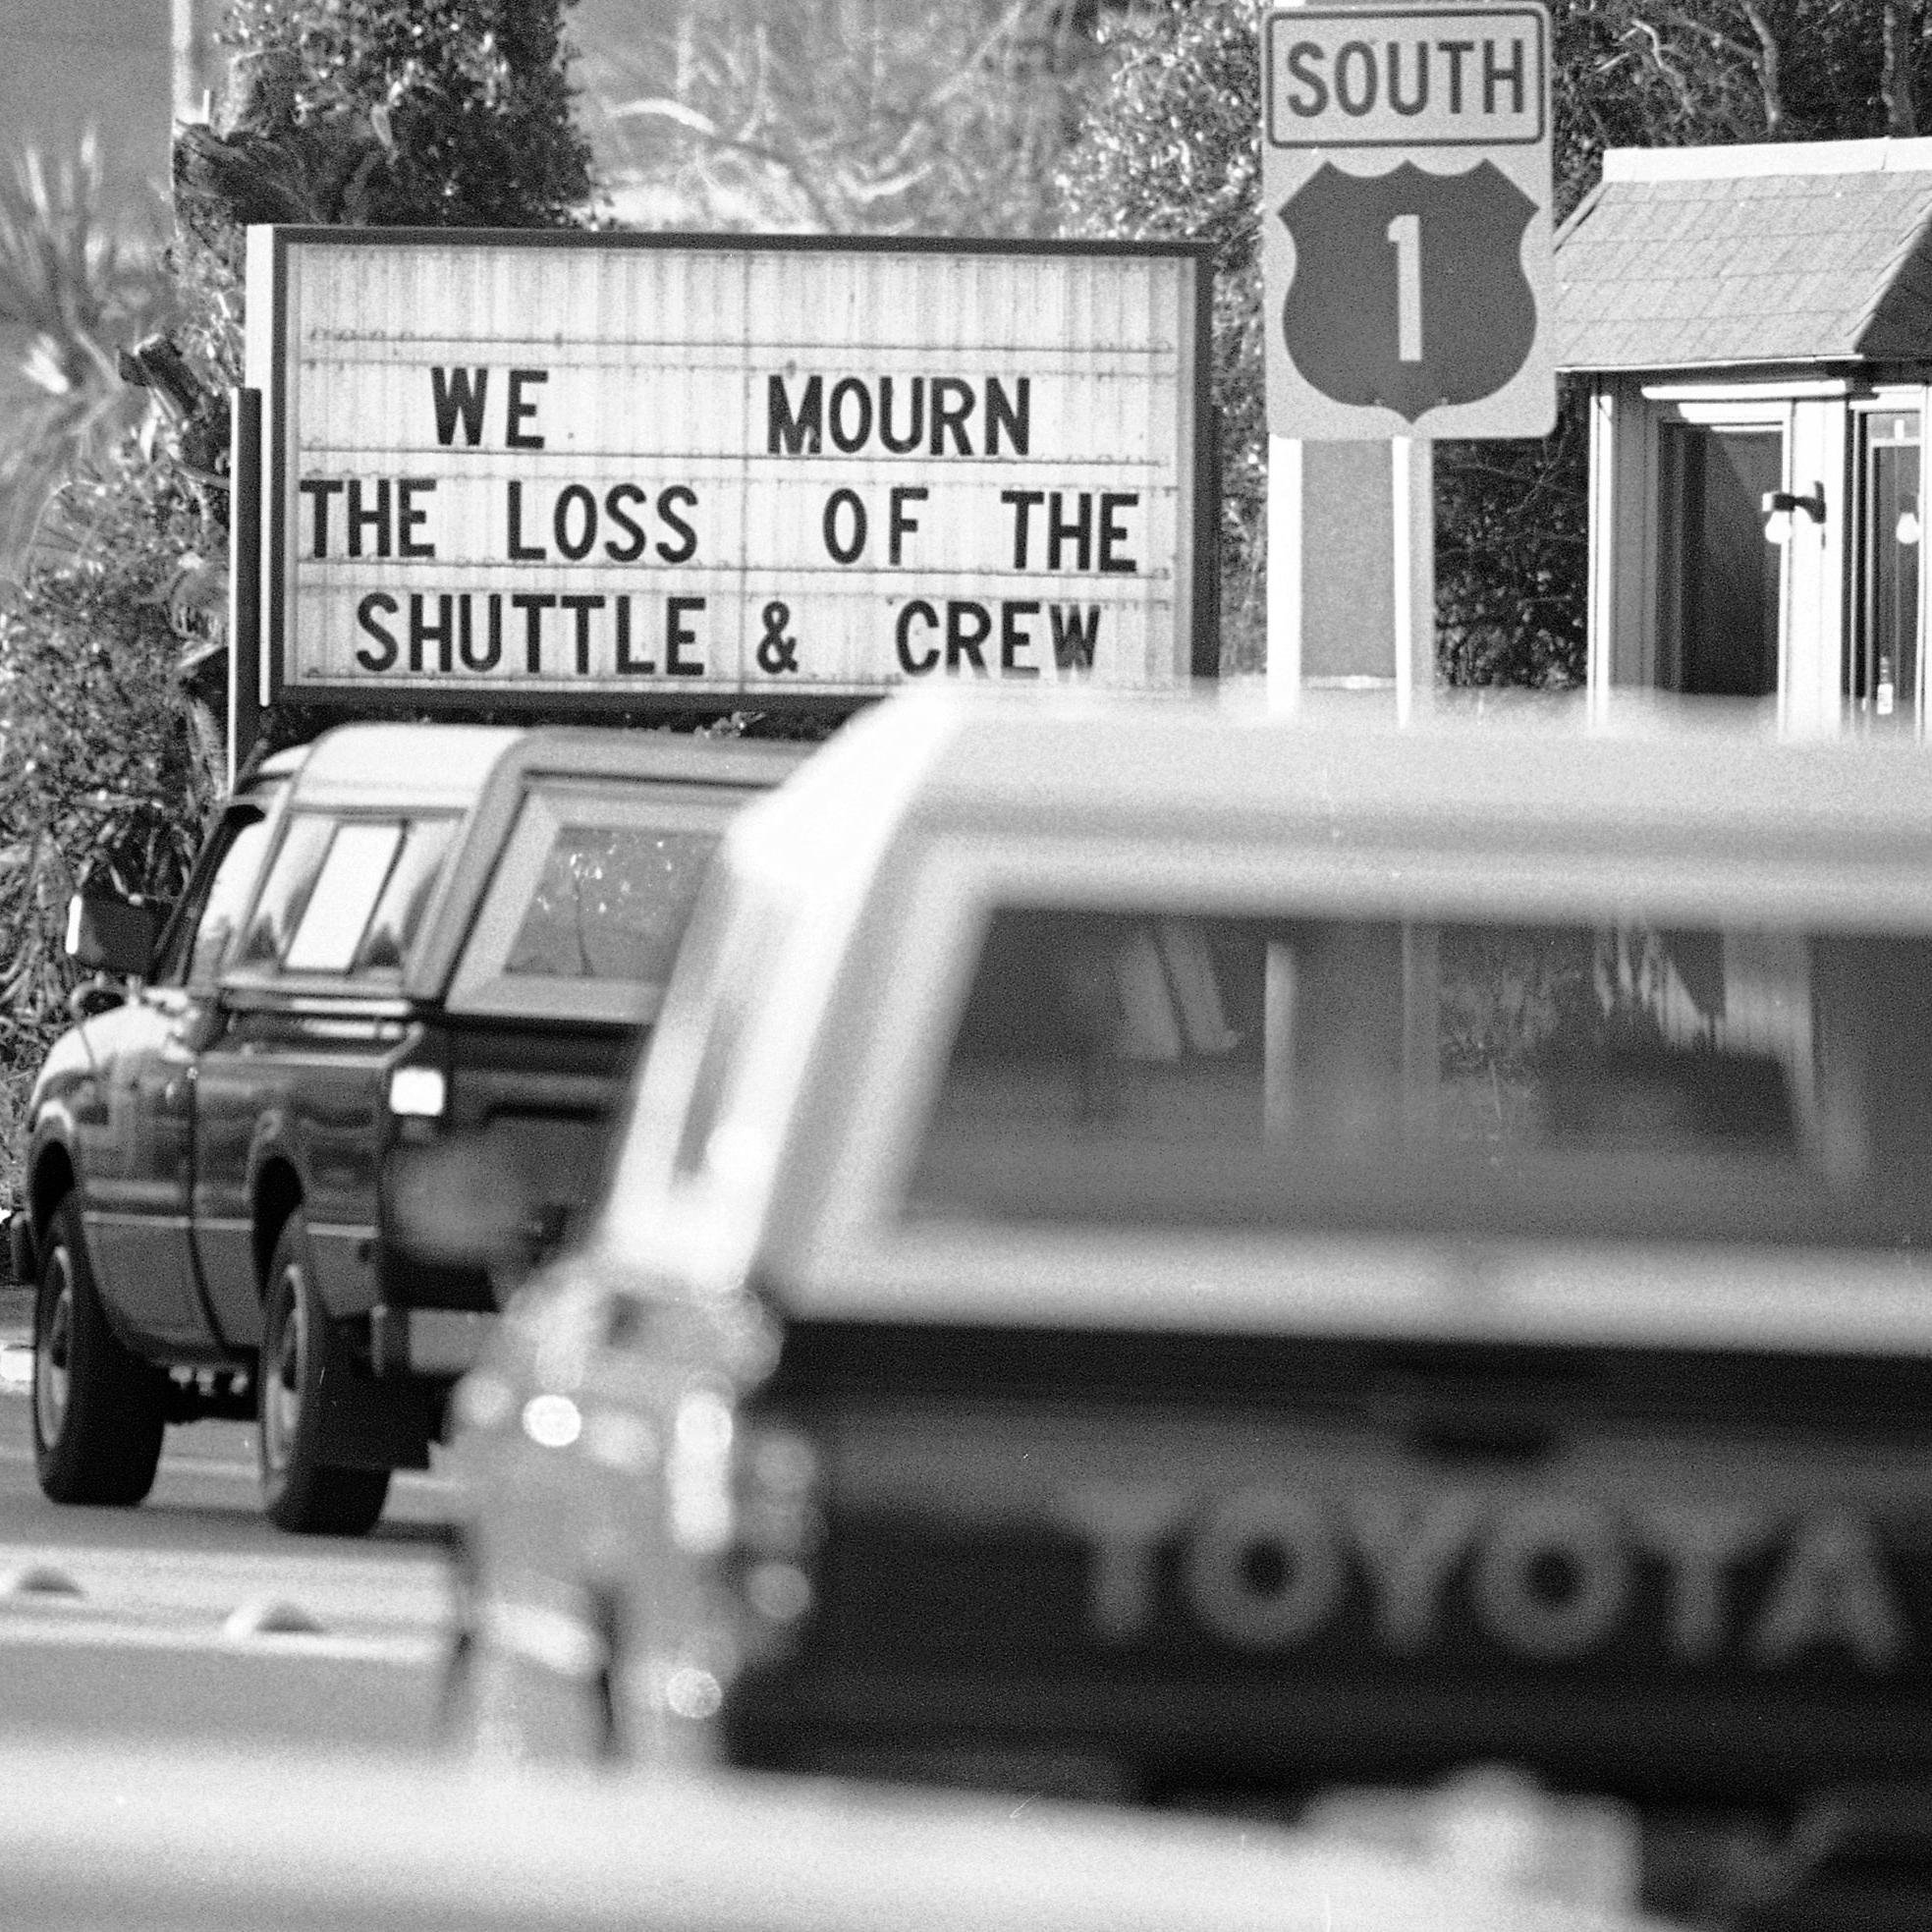 SOUTH
1
WE MOURN
THE LOSS OF THE
SHUTTLE & CREW
TOYOTA